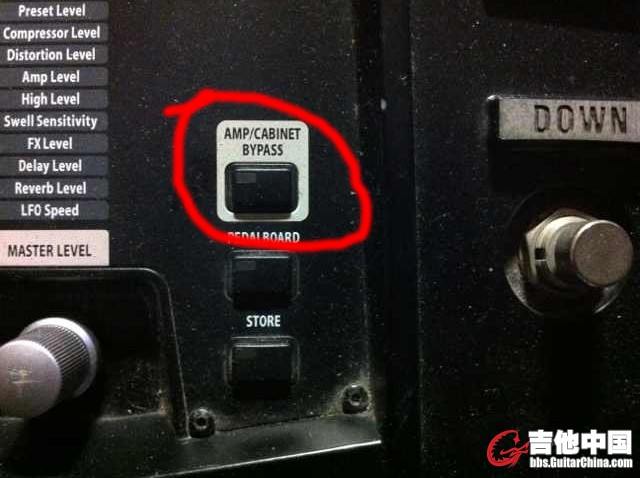 Preset Level
Compressor Level
Distortion Level
Amp Level
High Level
Swell Sensitivity
FX Level
Delay Level
Reverb Level
LFO Speed
MASTER LEVEL
AMP/CABINET
BYPASS
PEDALBOARD
STORE
DOWN
吉他中国
bbs.GuitarChina.com